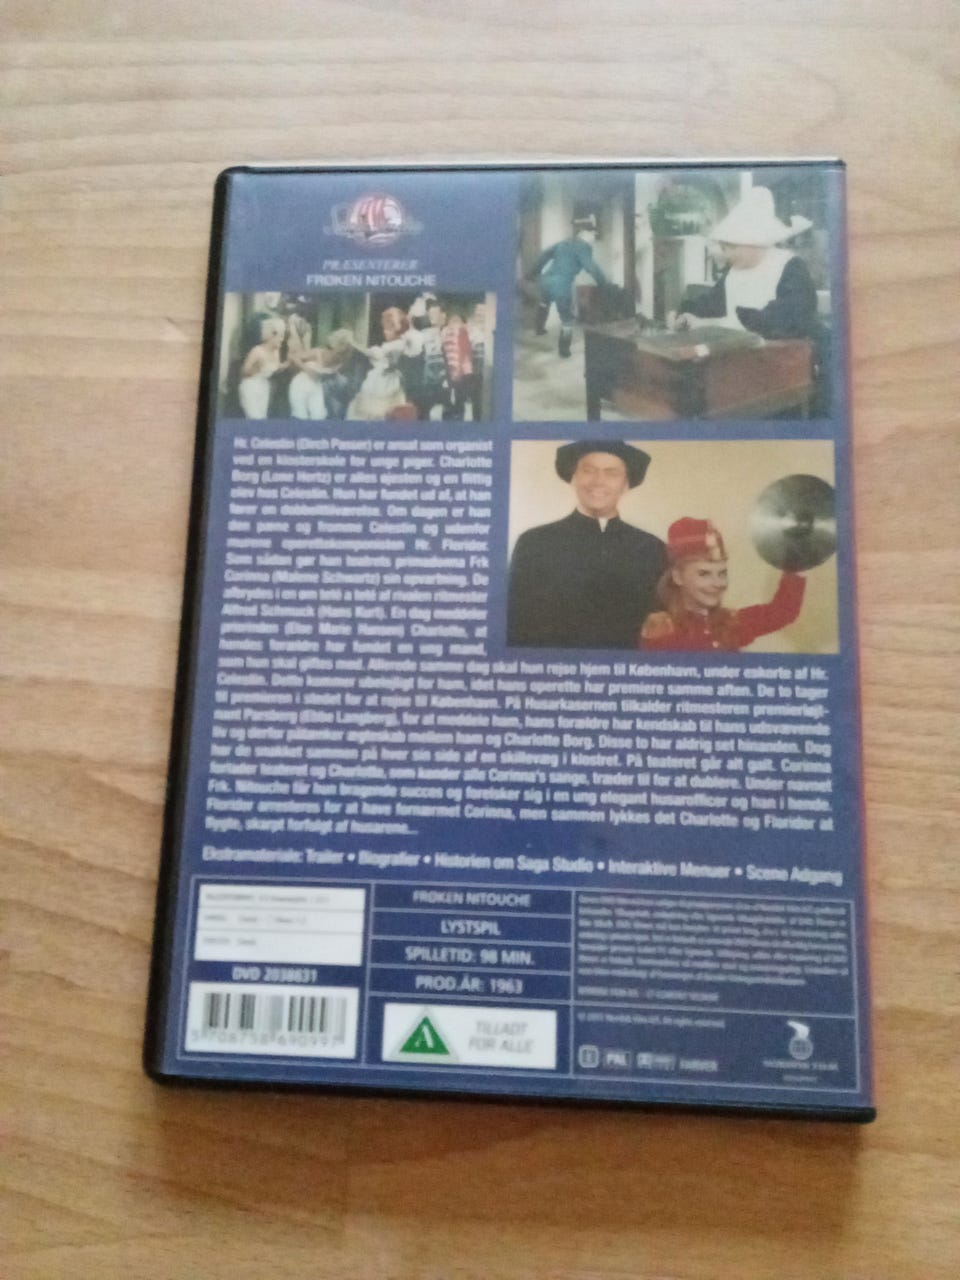 PRÆSENTERER
FRØKEN NITOUCHE
Hr. Celestin (Dirch Passer) er ansat som organist
ved en klosterskole for unge piger. Charlotte
Borg (Lone Hertz) er alles øjesten og en flittig
elev hos Celestin. Hun har fundet ud af, at han
fører en dobbelttilværelse. Om dagen er han
den pæne og fromme Celestin og udenfor
murene operettekomponisten Hr. Floridor.
Som sådan gør han teatrets primadonna Frk
Corinna (Malene Schwartz) sin opvartning. De
afbrydes i en øm teté a teté af rivalen ritmester
Alfred Schmuck (Hans Kurt). En dag meddeler
priorinden (Else Marie Hansen) Charlotte, at
hendes forældre har fundet en ung mand,
som hun skal giftes med. Allerede samme dag skal hun rejse hjem til København, under eskorte af Hr.
Celestin. Dette kommer ubelejligt for ham, idet hans operette har premiere samme aften. De to tager
til premieren i stedet for at rejse til København. På Husarkasernen tilkalder ritmesteren premierløjt-
nant Parsberg (Ebbe Langberg), for at meddele ham, hans forældre har kendskab til hans udsvævende
liv og derfor påtænker ægteskab mellem ham og Charlotte Borg. Disse to har aldrig set hinanden. Dog
har de snakket sammen på hver sin side af en skillevæg i klostret. På teateret går alt galt. Corinna
forlader teateret og Charlotte, som kender alle Corinna's sange, træder til for at dublere. Under navnet
Frk. Nitouche får hun bragende succes og forelsker sig i en ung elegant husarofficer og han i hende.
Floridor arresteres for at have fornærmet Corinna, men sammen lykkes det Charlotte og Floridor at
flygte, skarpt forfulgt af husarerne...
Ekstramateriale: Trailer • Biografier • Historien om Saga Studio • Interaktive Menuer • Scene Adgang
FRØKEN NITOUCHE
LYSTSPIL
SPILLETID: 98 MIN.
PROD.ÅR: 1963
DVD 2038631
5 708758 690997
A
TILLADT
FOR ALLE
PAL
FARVER
NORDISK FILM